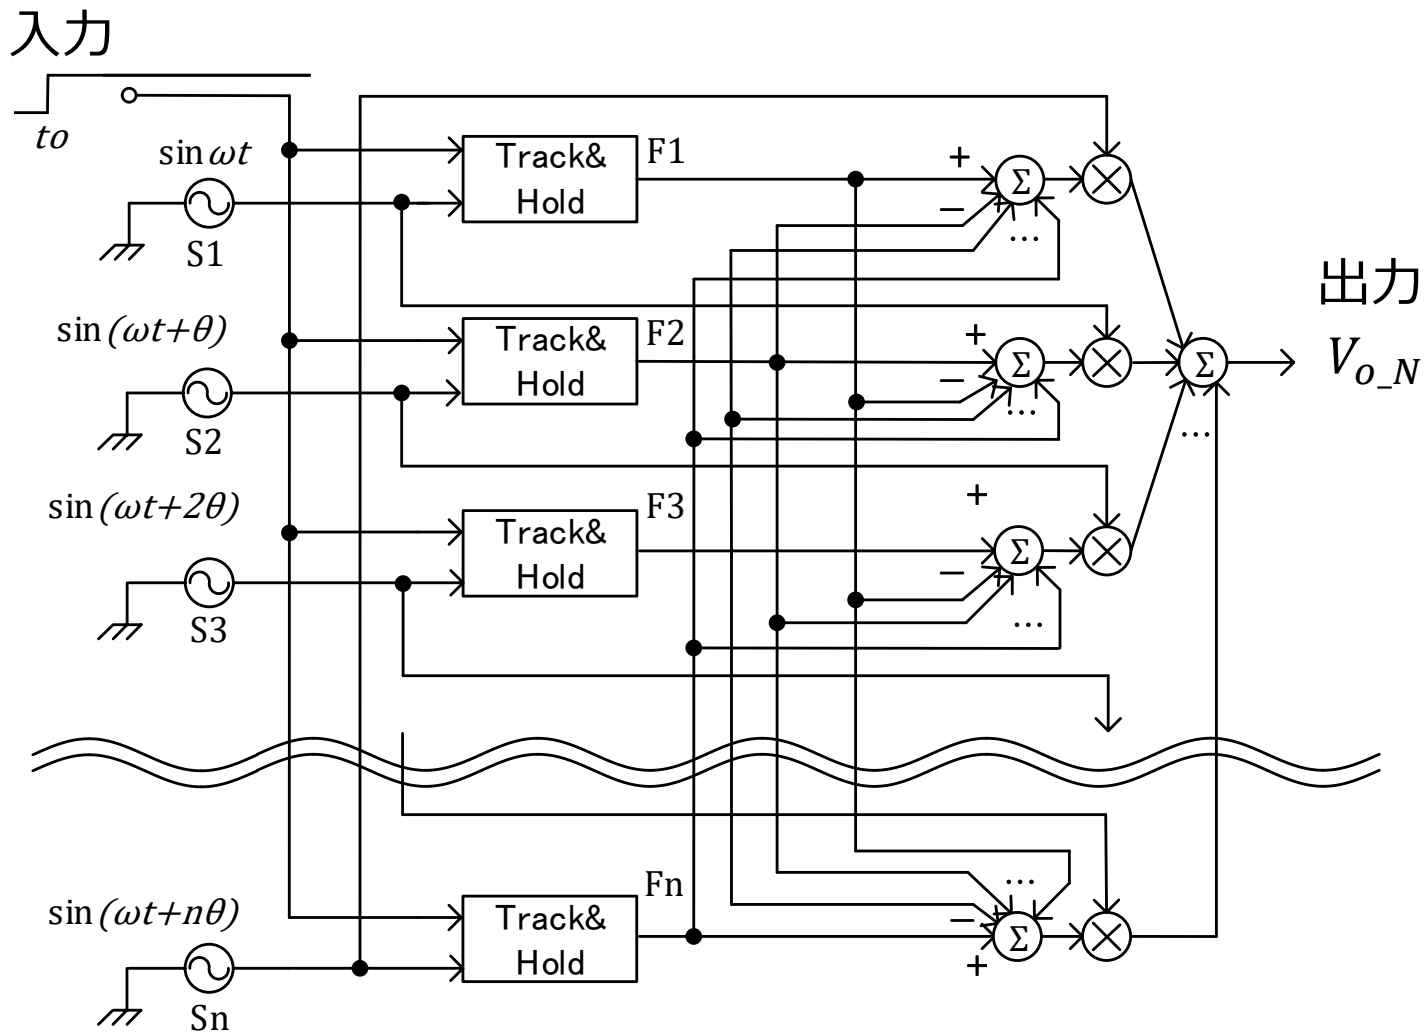 入力
to
sin ωt
S1
Track&
Hold
F1
+
−
+
Σ
...
sin(ωt+θ)
S2
Track&
Hold
F2
+
−
Σ
...
出力
Vo_N
Σ
...
sin(ωt+2θ)
S3
Track&
Hold
F3
+
−
+
Σ
...
sin(ωt+nθ)
Sn
Track&
Hold
Fn
...
−
Σ
+